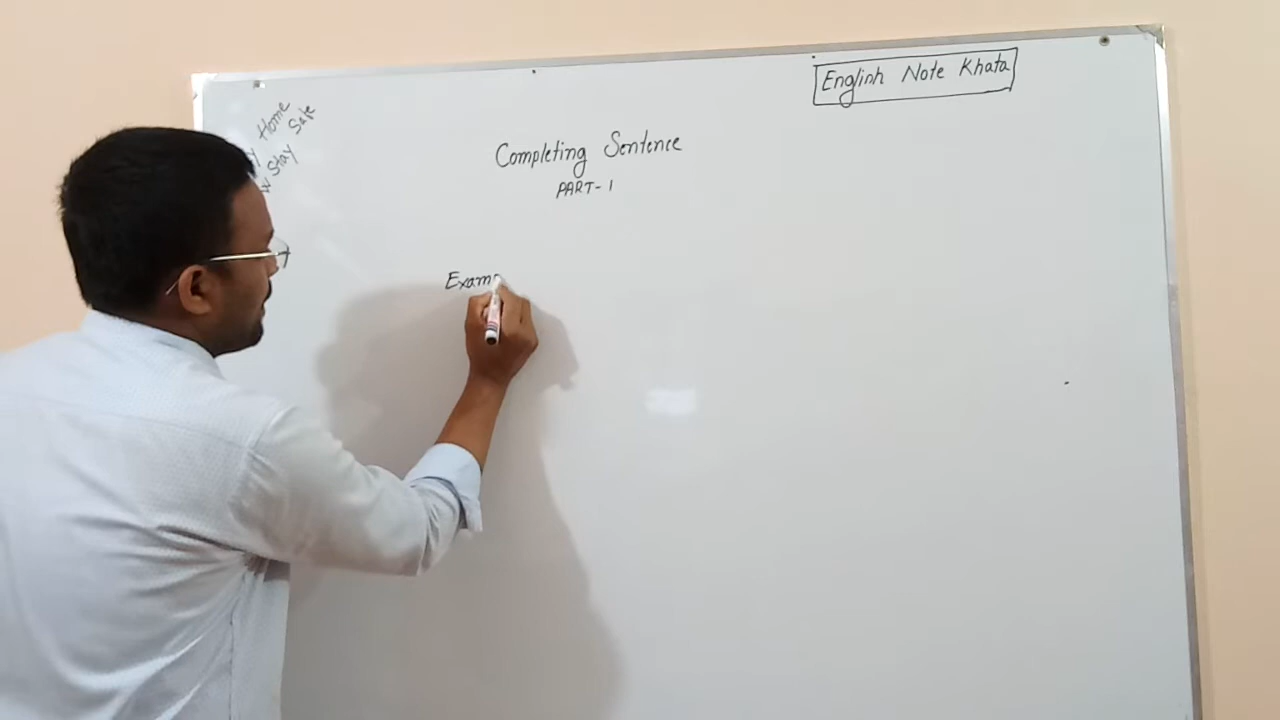 English Note Khata
Home
Stay Safe
Completing Sentence
PART-1
Exam